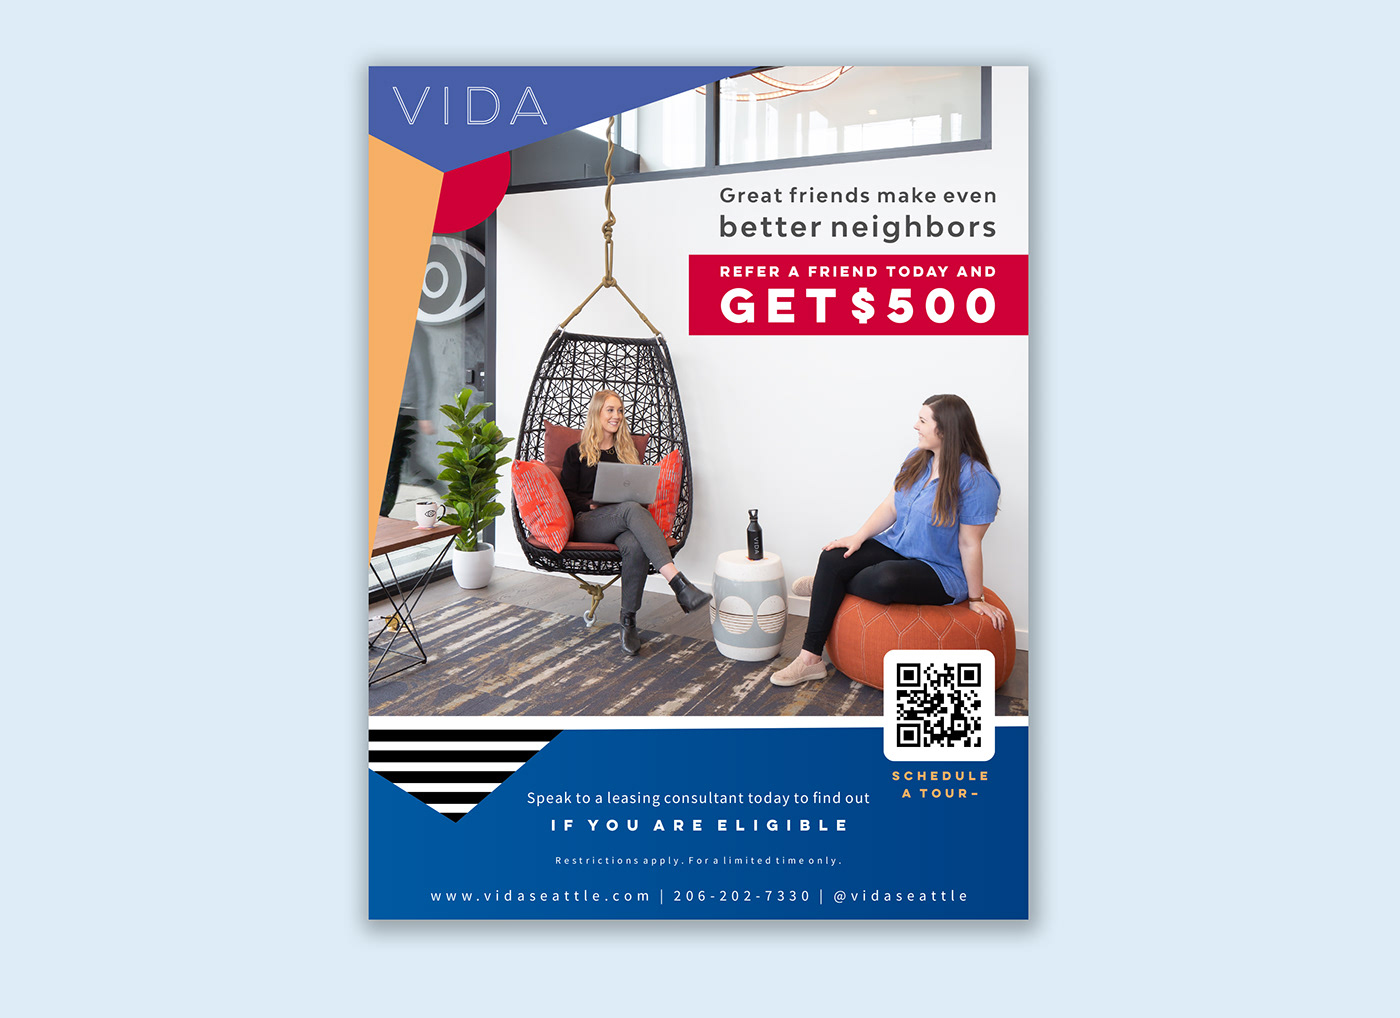 VIDA
Great friends make even
better neighbors
REFER A FRIEND TODAY AND
GET $500
VIDA
SCHEDULE
A TOUR–
Speak to a leasing consultant today to find out
IF YOU ARE ELIGIBLE
Restrictions apply. For a limited time only.
www.vidaseattle.com | 206-202-7330 | @vidaseattle